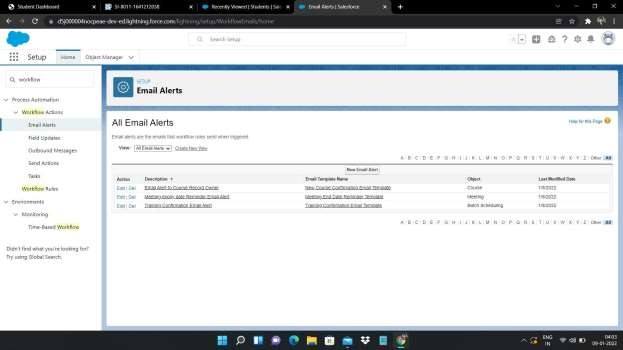 Student Dashboard
SI-8011-1641212038
Recently Viewed | Students | Sa
Email Alerts | Salesforce
d5j000004nocpeae-dev-ed.lightning.force.com/lightning/setup/WorkflowEmails/home
Search Setup
Setup
Home
Object Manager
workflow
Process Automation
Workflow Actions
Email Alerts
Field Updates
Outbound Messages
Send Actions
Tasks
Workflow Rules
Environments
Monitoring
Time-Based Workflow
Didn't find what you're looking for?
Try using Global Search.
SETUP
Email Alerts
All Email Alerts
Help for this Page
Email alerts are the emails that workflow rules send when triggered.
View: All Email Alerts Create New View
A B C D E F G H I J K L M N O P Q R S T U V W X Y Z Other All
New Email Alert
Action Description Email Template Name Object Last Modified Date
Edit | Del Email Alert to Course Record Owner New Course Confirmation Email Template Course 1/8/2022
Edit | Del Meeting expiry date Reminder Email Alert Meeting End Date Reminder Template Meeting 1/8/2022
Edit | Del Training Confirmation Email Alert Training Confirmation Email Template Batch Scheduling 1/8/2022
A B C D E F G H I J K L M N O P Q R S T U V W X Y Z Other All
ENG
IN
04:03
09-01-2022